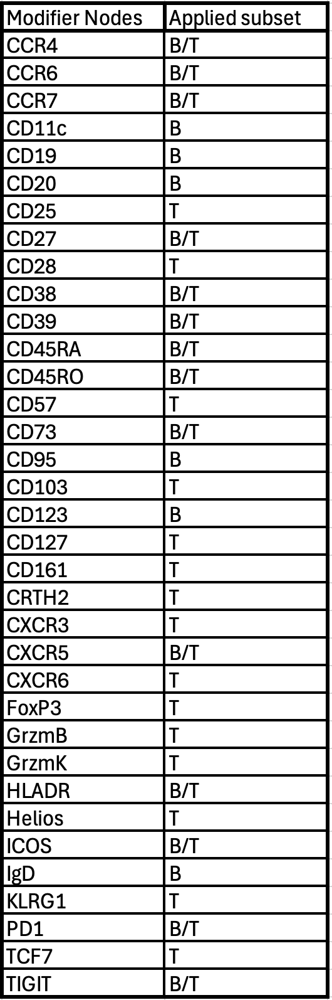 Modifier Nodes Applied subset
CCR4 B/T
CCR6 B/T
CCR7 B/T
CD11c B
CD19 B
CD20 B
CD25 T
CD27 B/T
CD28 T
CD38 B/T
CD39 B/T
CD45RA B/T
CD45RO B/T
CD57 T
CD73 B/T
CD95 B
CD103 T
CD123 B
CD127 T
CD161 T
CRTH2 T
CXCR3 T
CXCR5 B/T
CXCR6 T
FoxP3 T
GrzmB T
GrzmK T
HLADR B/T
Helios T
ICOS B/T
IgD B
KLRG1 T
PD1 B/T
TCF7 T
TIGIT B/T